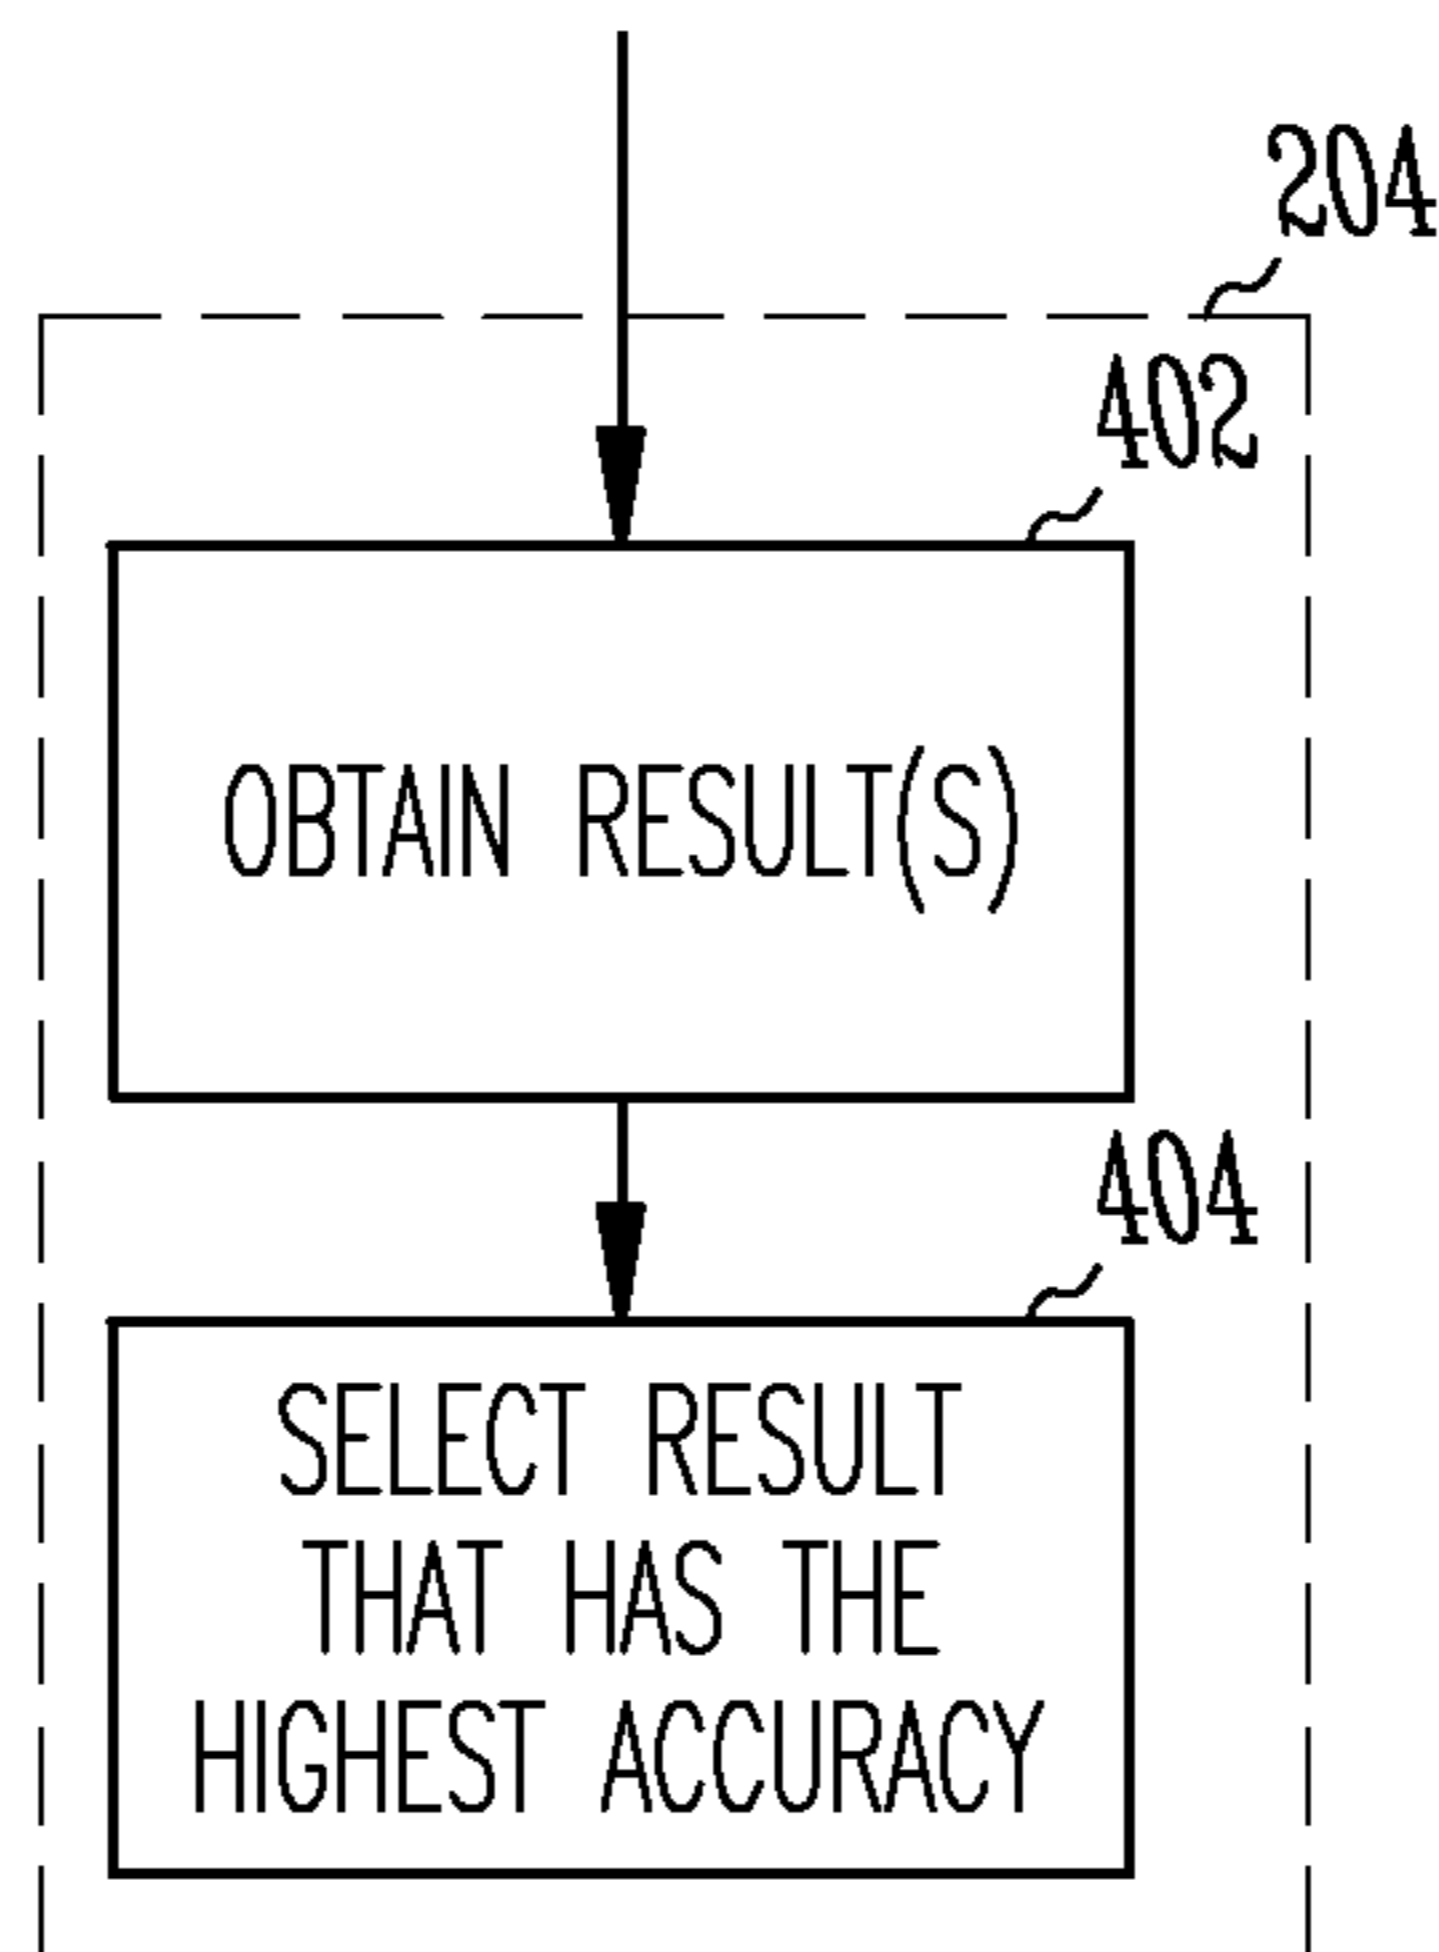 204
402
OBTAIN RESULT(S)
404
SELECT RESULT
THAT HAS THE
HIGHEST ACCURACY